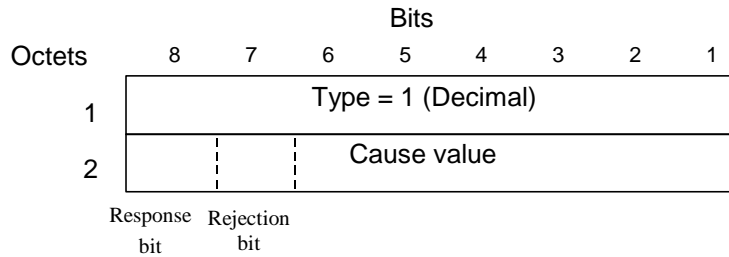 Bits
Octets 8 7 6 5 4 3 2 1
1 Type = 1 (Decimal)
2 Cause value
Response Rejection
bit bit